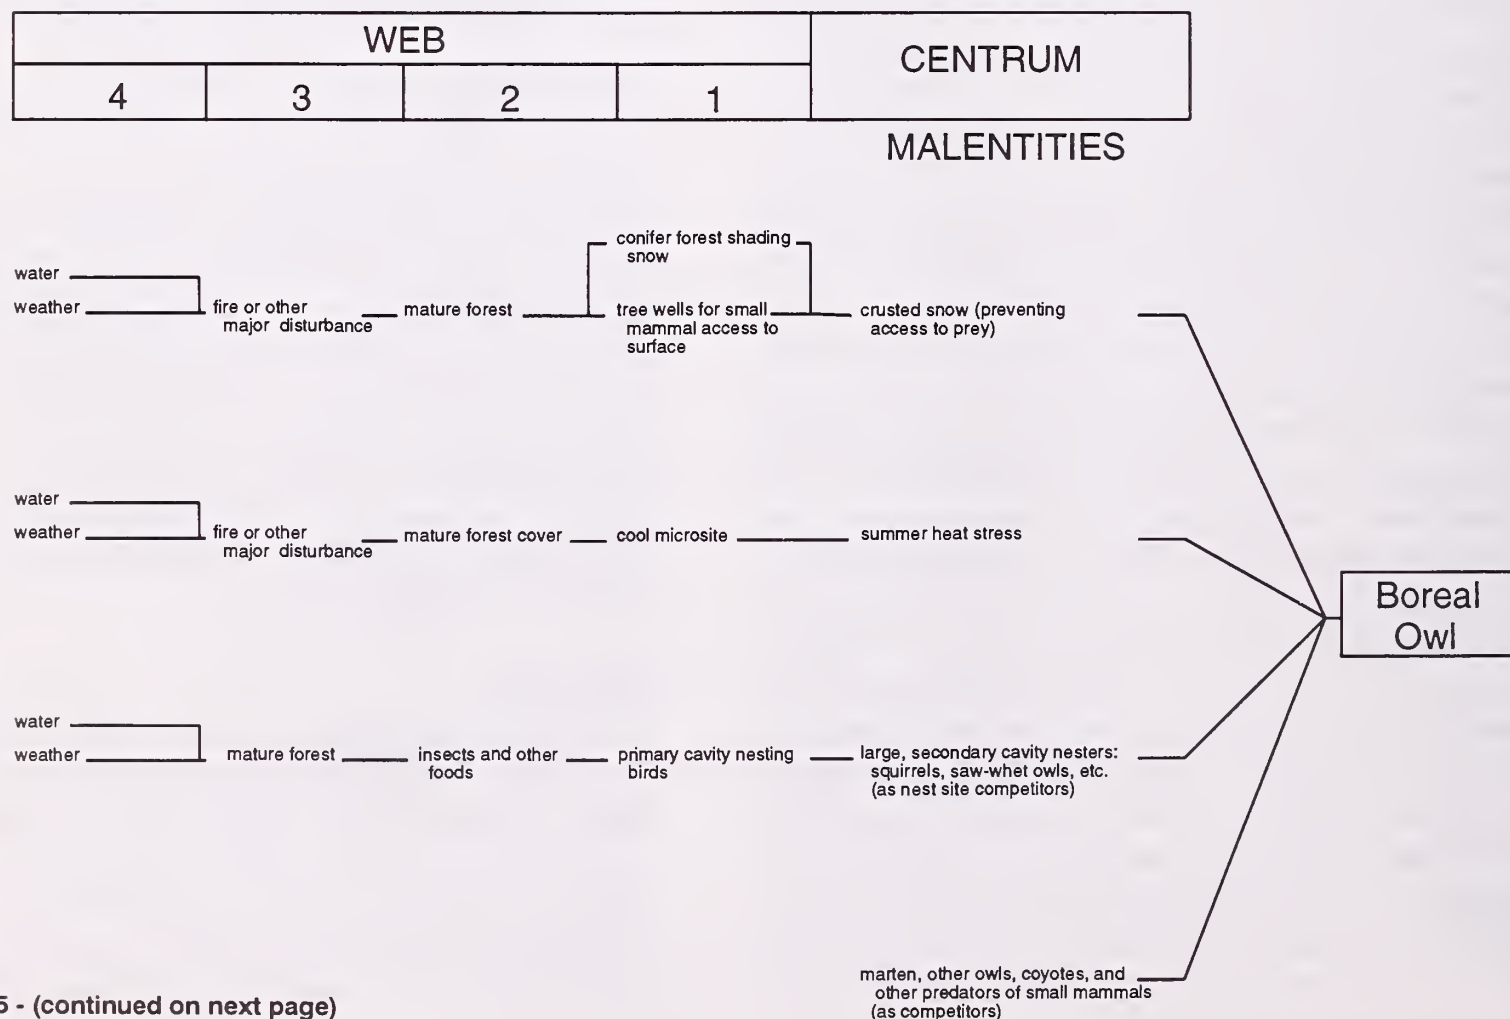 WEB
CENTRUM
4
3
2
1
MALENTITIES
conifer forest shading
snow
water
weather
fire or other
major disturbance
mature forest
tree wells for small
mammal access to
surface
crusted snow (preventing
access to prey)
water
weather
fire or other
major disturbance
mature forest cover
cool microsite
summer heat stress
Boreal
Owl
water
weather
mature forest
insects and other
foods
primary cavity nesting
birds
large, secondary cavity nesters:
squirrels, saw-whet owls, etc.
(as nest site competitors)
marten, other owls, coyotes, and
other predators of small mammals
(as competitors)
5 - (continued on next page)